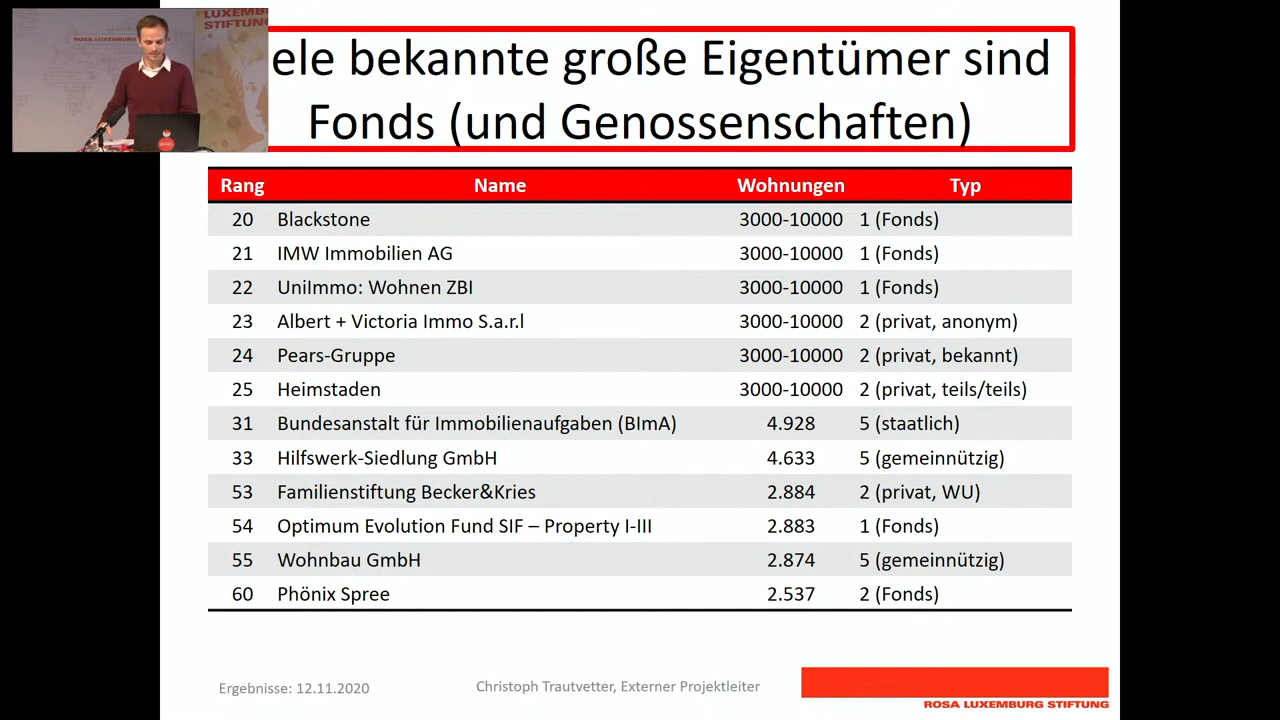 LUXEMBURG
STIFTUNG
ROSA LUXEMBURG
ele bekannte große Eigentümer sind
Fonds (und Genossenschaften)
Rang Name Wohnungen Typ
20 Blackstone 3000-10000 1 (Fonds)
21 IMW Immobilien AG 3000-10000 1 (Fonds)
22 UniImmo: Wohnen ZBI 3000-10000 1 (Fonds)
23 Albert + Victoria Immo S.a.r.l 3000-10000 2 (privat, anonym)
24 Pears-Gruppe 3000-10000 2 (privat, bekannt)
25 Heimstaden 3000-10000 2 (privat, teils/teils)
31 Bundesanstalt für Immobilienaufgaben (BImA) 4.928 5 (staatlich)
33 Hilfswerk-Siedlung GmbH 4.633 5 (gemeinnützig)
53 Familienstiftung Becker&Kries 2.884 2 (privat, WU)
54 Optimum Evolution Fund SIF – Property I-III 2.883 1 (Fonds)
55 Wohnbau GmbH 2.874 5 (gemeinnützig)
60 Phönix Spree 2.537 2 (Fonds)
Ergebnisse: 12.11.2020 Christoph Trautvetter, Externer Projektleiter
ROSA LUXEMBURG STIFTUNG